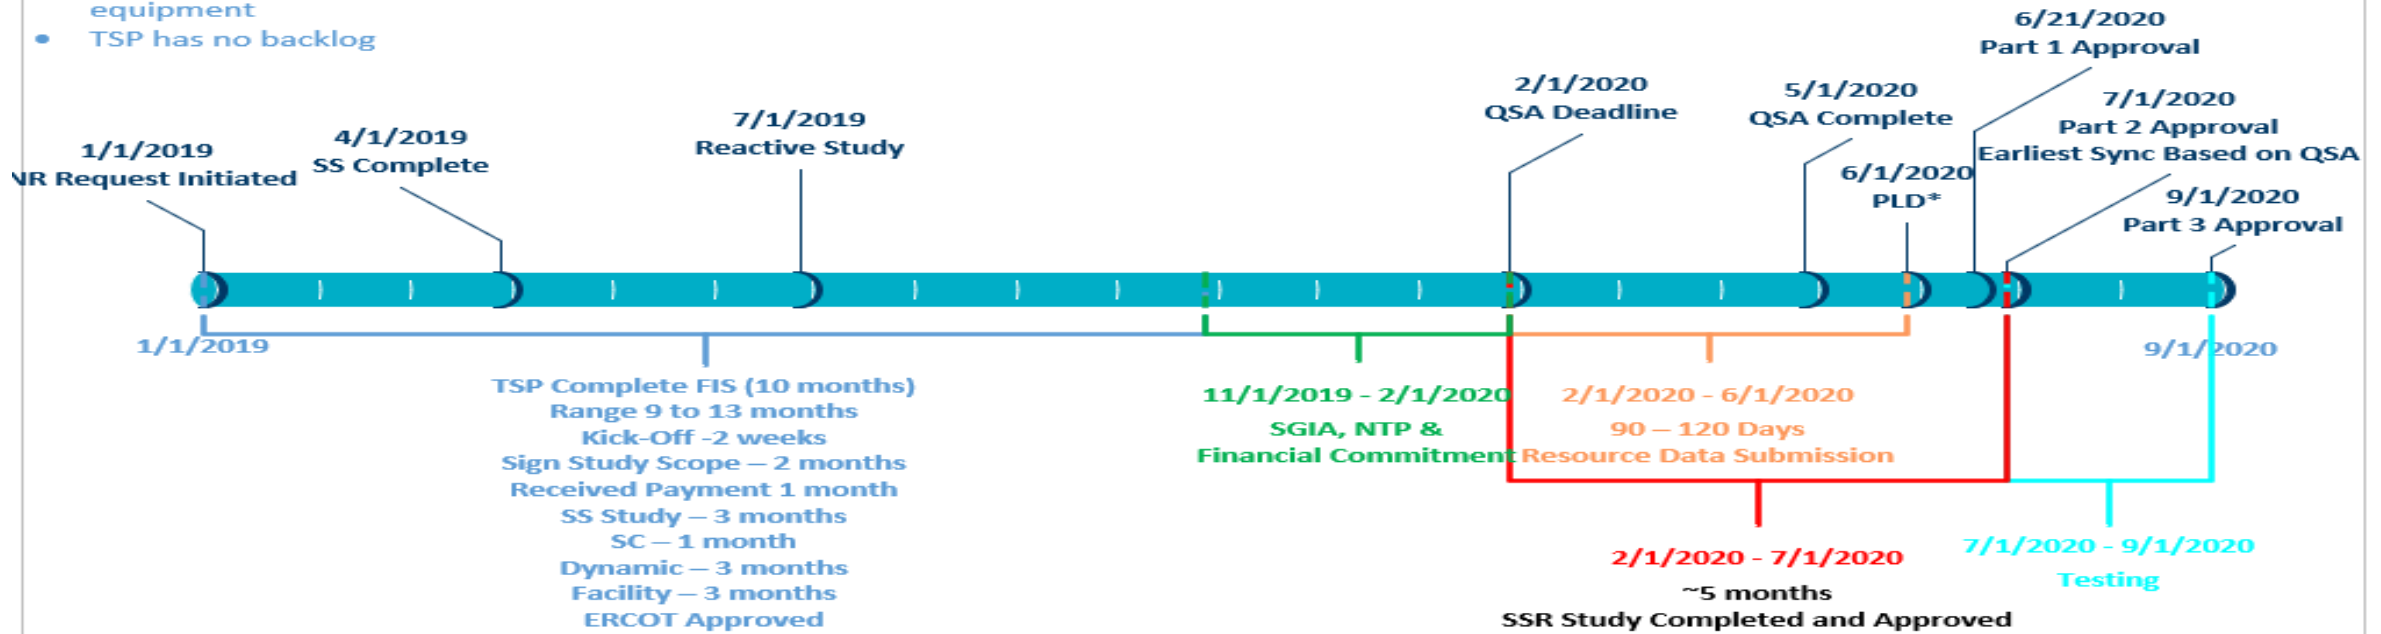 equipment
• TSP has no backlog
1/1/2019
NR Request Initiated
4/1/2019
SS Complete
7/1/2019
Reactive Study
2/1/2020
QSA Deadline
5/1/2020
QSA Complete
6/1/2020
PLD*
6/21/2020
Part 1 Approval
7/1/2020
Part 2 Approval
Earliest Sync Based on QSA
9/1/2020
Part 3 Approval
1/1/2019
9/1/2020
TSP Complete FIS (10 months)
Range 9 to 13 months
Kick-Off -2 weeks
Sign Study Scope – 2 months
Received Payment 1 month
SS Study – 3 months
SC – 1 month
Dynamic – 3 months
Facility – 3 months
ERCOT Approved
11/1/2019 - 2/1/2020
SGIA, NTP &
Financial Commitment
2/1/2020 - 6/1/2020
90 – 120 Days
Resource Data Submission
2/1/2020 - 7/1/2020
~5 months
SSR Study Completed and Approved
7/1/2020 - 9/1/2020
Testing